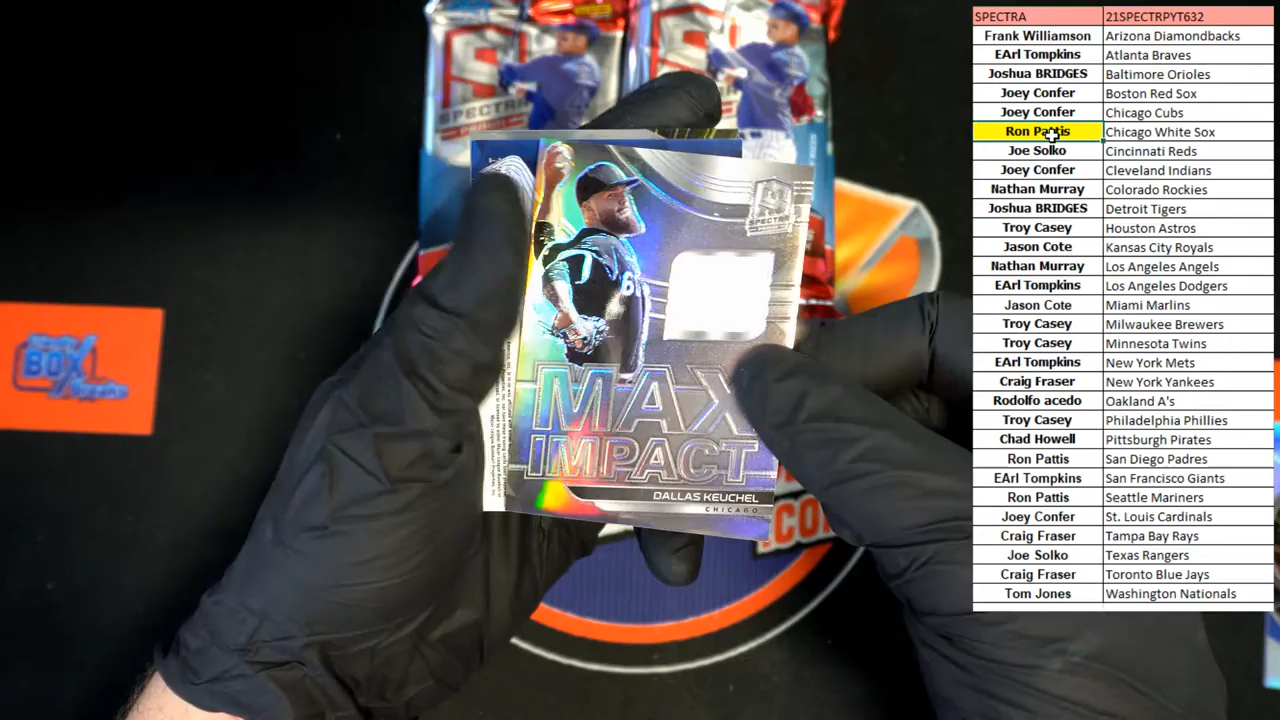 SPECTRA 21SPECTRPYT632
Frank Williamson Arizona Diamondbacks
EArl Tompkins Atlanta Braves
Joshua BRIDGES Baltimore Orioles
Joey Confer Boston Red Sox
Joey Confer Chicago Cubs
Ron Pattis Chicago White Sox
Joe Solko Cincinnati Reds
Joey Confer Cleveland Indians
Nathan Murray Colorado Rockies
Joshua BRIDGES Detroit Tigers
Troy Casey Houston Astros
Jason Cote Kansas City Royals
Nathan Murray Los Angeles Angels
EArl Tompkins Los Angeles Dodgers
Jason Cote Miami Marlins
Troy Casey Milwaukee Brewers
Troy Casey Minnesota Twins
EArl Tompkins New York Mets
Craig Fraser New York Yankees
Rodolfo acedo Oakland A's
Troy Casey Philadelphia Phillies
Chad Howell Pittsburgh Pirates
Ron Pattis San Diego Padres
EArl Tompkins San Francisco Giants
Ron Pattis Seattle Mariners
Joey Confer St. Louis Cardinals
Craig Fraser Tampa Bay Rays
Joe Solko Texas Rangers
Craig Fraser Toronto Blue Jays
Tom Jones Washington Nationals
SPECTRA
MAX
IMPACT
DALLAS KEUCHEL
CHICAGO
BOX